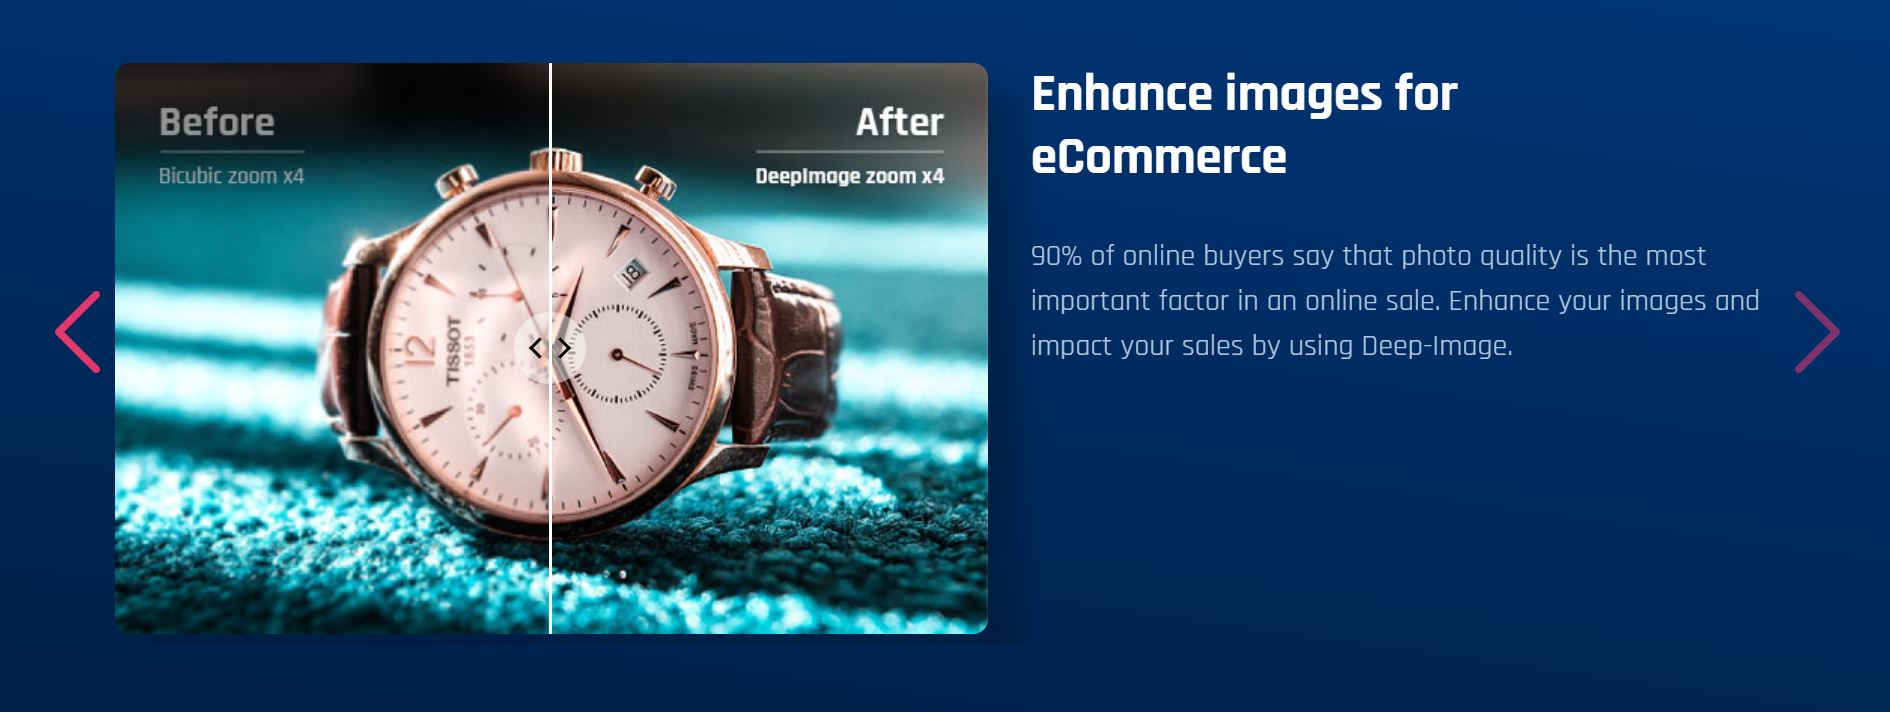 Before
Bicubic zoom x4
After
DeepImage zoom x4
12
TISSOT
1853
18
30
Enhance images for
eCommerce
90% of online buyers say that photo quality is the most
important factor in an online sale. Enhance your images and
impact your sales by using Deep-Image.